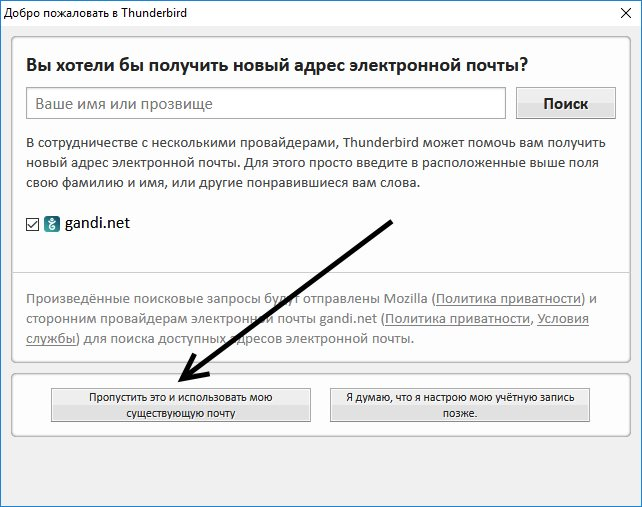 Добро пожаловать в Thunderbird
Вы хотели бы получить новый адрес электронной почты?
Ваше имя или прозвище
Поиск
В сотрудничестве с несколькими провайдерами, Thunderbird может помочь вам получить
новый адрес электронной почты. Для этого просто введите в расположенные выше поля
свою фамилию и имя, или другие понравившиеся вам слова.
gandi.net
Произведённые поисковые запросы будут отправлены Mozilla (Политика приватности) и
сторонним провайдерам электронной почты gandi.net (Политика приватности, Условия
службы) для поиска доступных адресов электронной почты.
Пропустить это и использовать мою
существующую почту
Я думаю, что я настрою мою учётную запись
позже.